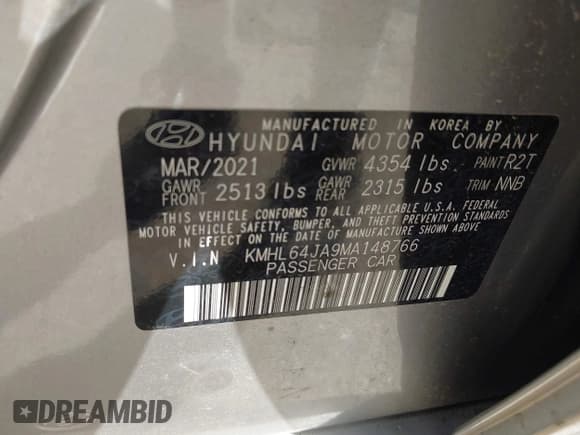 MANUFACTURED IN KOREA BY
HYUNDAI MOTOR COMPANY
MAR/2021 GVWR 4354 lbs PAINT R2T
GAWR FRONT 2513 lbs GAWR REAR 2315 lbs TRIM NNB
THIS VEHICLE CONFORMS TO ALL APPLICABLE U.S.A. FEDERAL
MOTOR VEHICLE SAFETY, BUMPER, AND THEFT PREVENTION STANDARDS
IN EFFECT ON THE DATE OF MANUFACTURE SHOWN ABOVE
V.I.N KMHL64JA9MA148766
PASSENGER CAR
DREAMBID